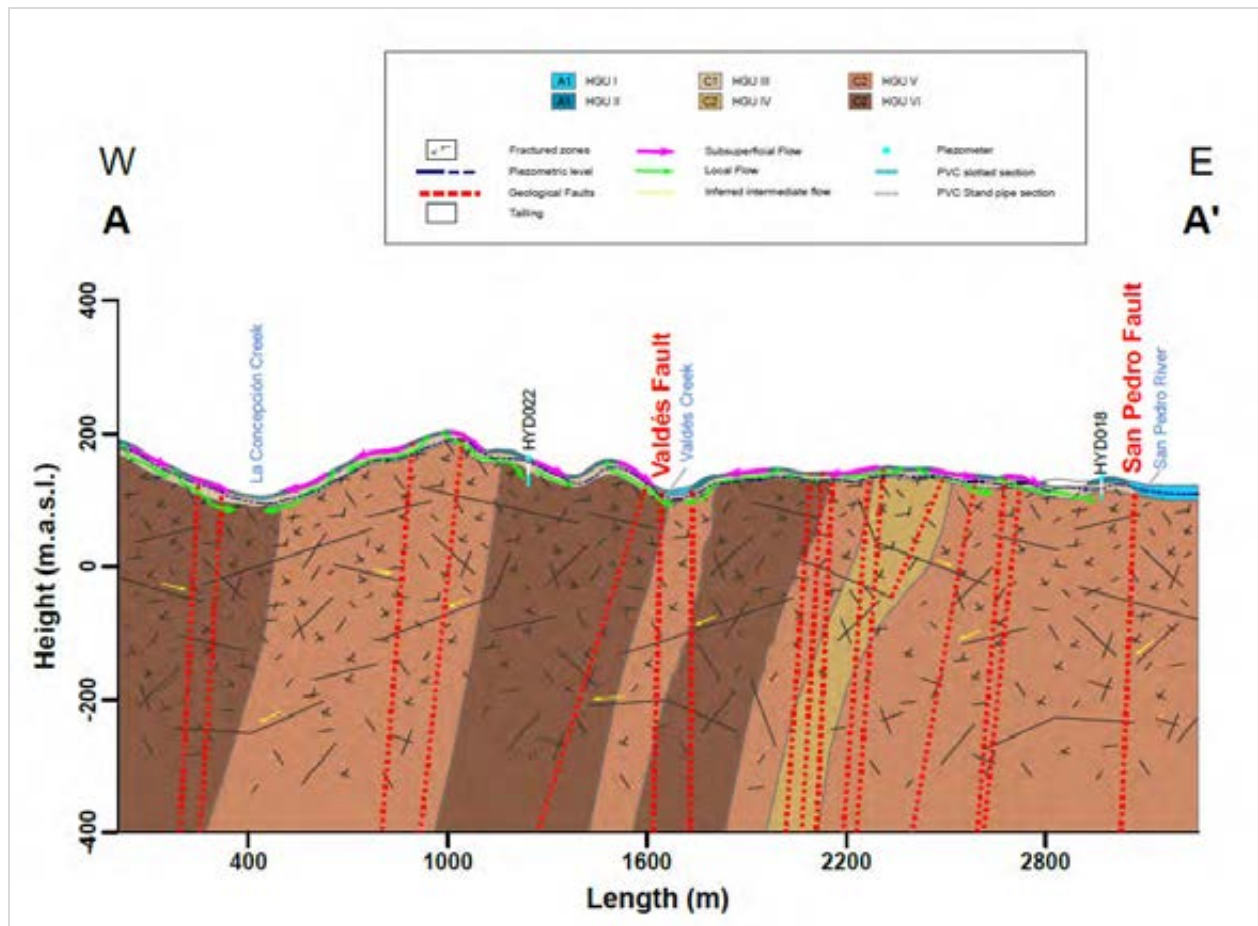 A1 HGU I
C1 HGU III
C2 HGU V
A1 HGU II
C2 HGU IV
C2 HGU VI
Fractured zones
Subsuperficial Flow
Piezometer
Piezometric level
Local Flow
PVC slotted section
Geological Faults
Inferred intermediate flow
PVC Stand pipe section
Tailling
W
A
E
A'
La Concepción Creek
HYD022
Valdés Fault
Valdés Creek
HYD018
San Pedro Fault
San Pedro River
Height (m.a.s.l.)
400
200
0
-200
-400
400
1000
1600
2200
2800
Length (m)